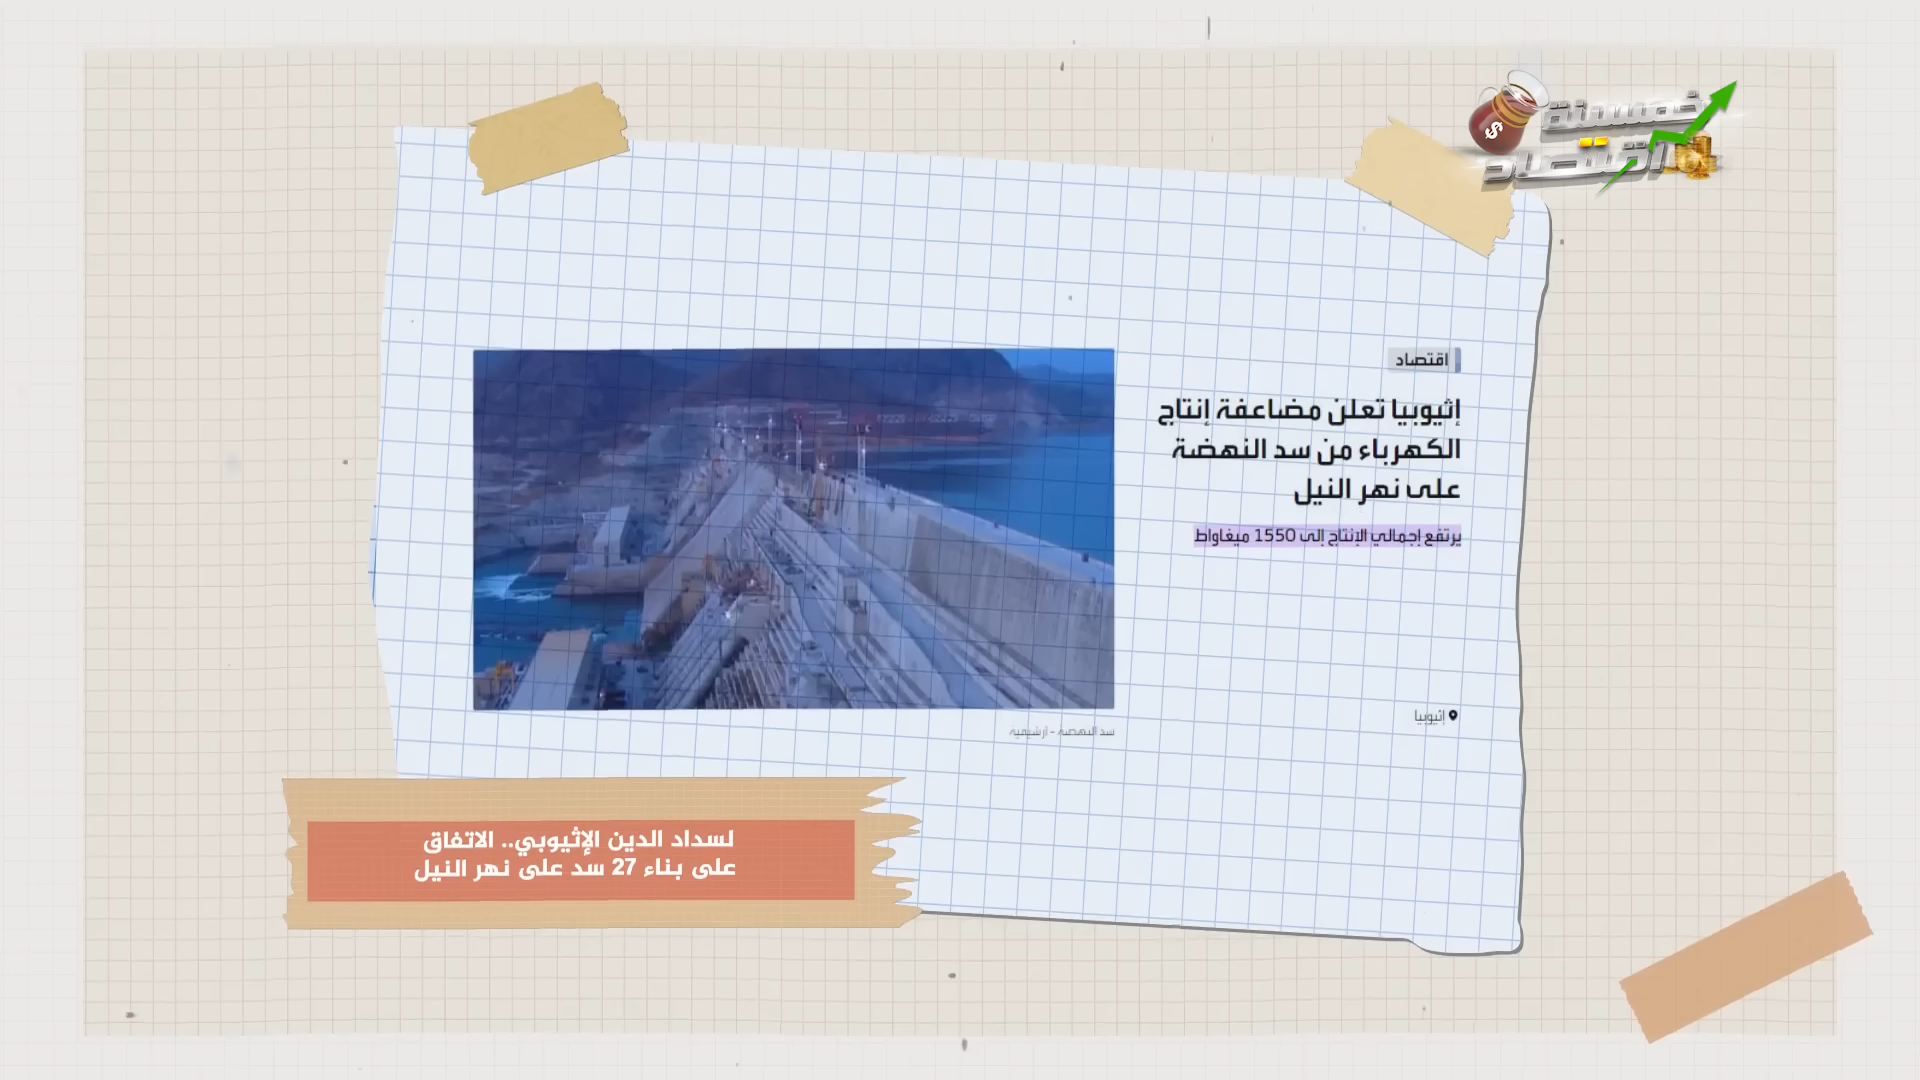 خمسنة
اقتصاد
اقتصاد
إثيوبيا تعلن مضاعفة إنتاج
الكهرباء من سد النهضة
على نهر النيل
يرتفع إجمالي الإنتاج إلى 1550 ميغاواط
إثيوبيا
سد النهضة - أرشيفية
لسداد الدين الإثيوبي.. الاتفاق
على بناء 27 سد على نهر النيل